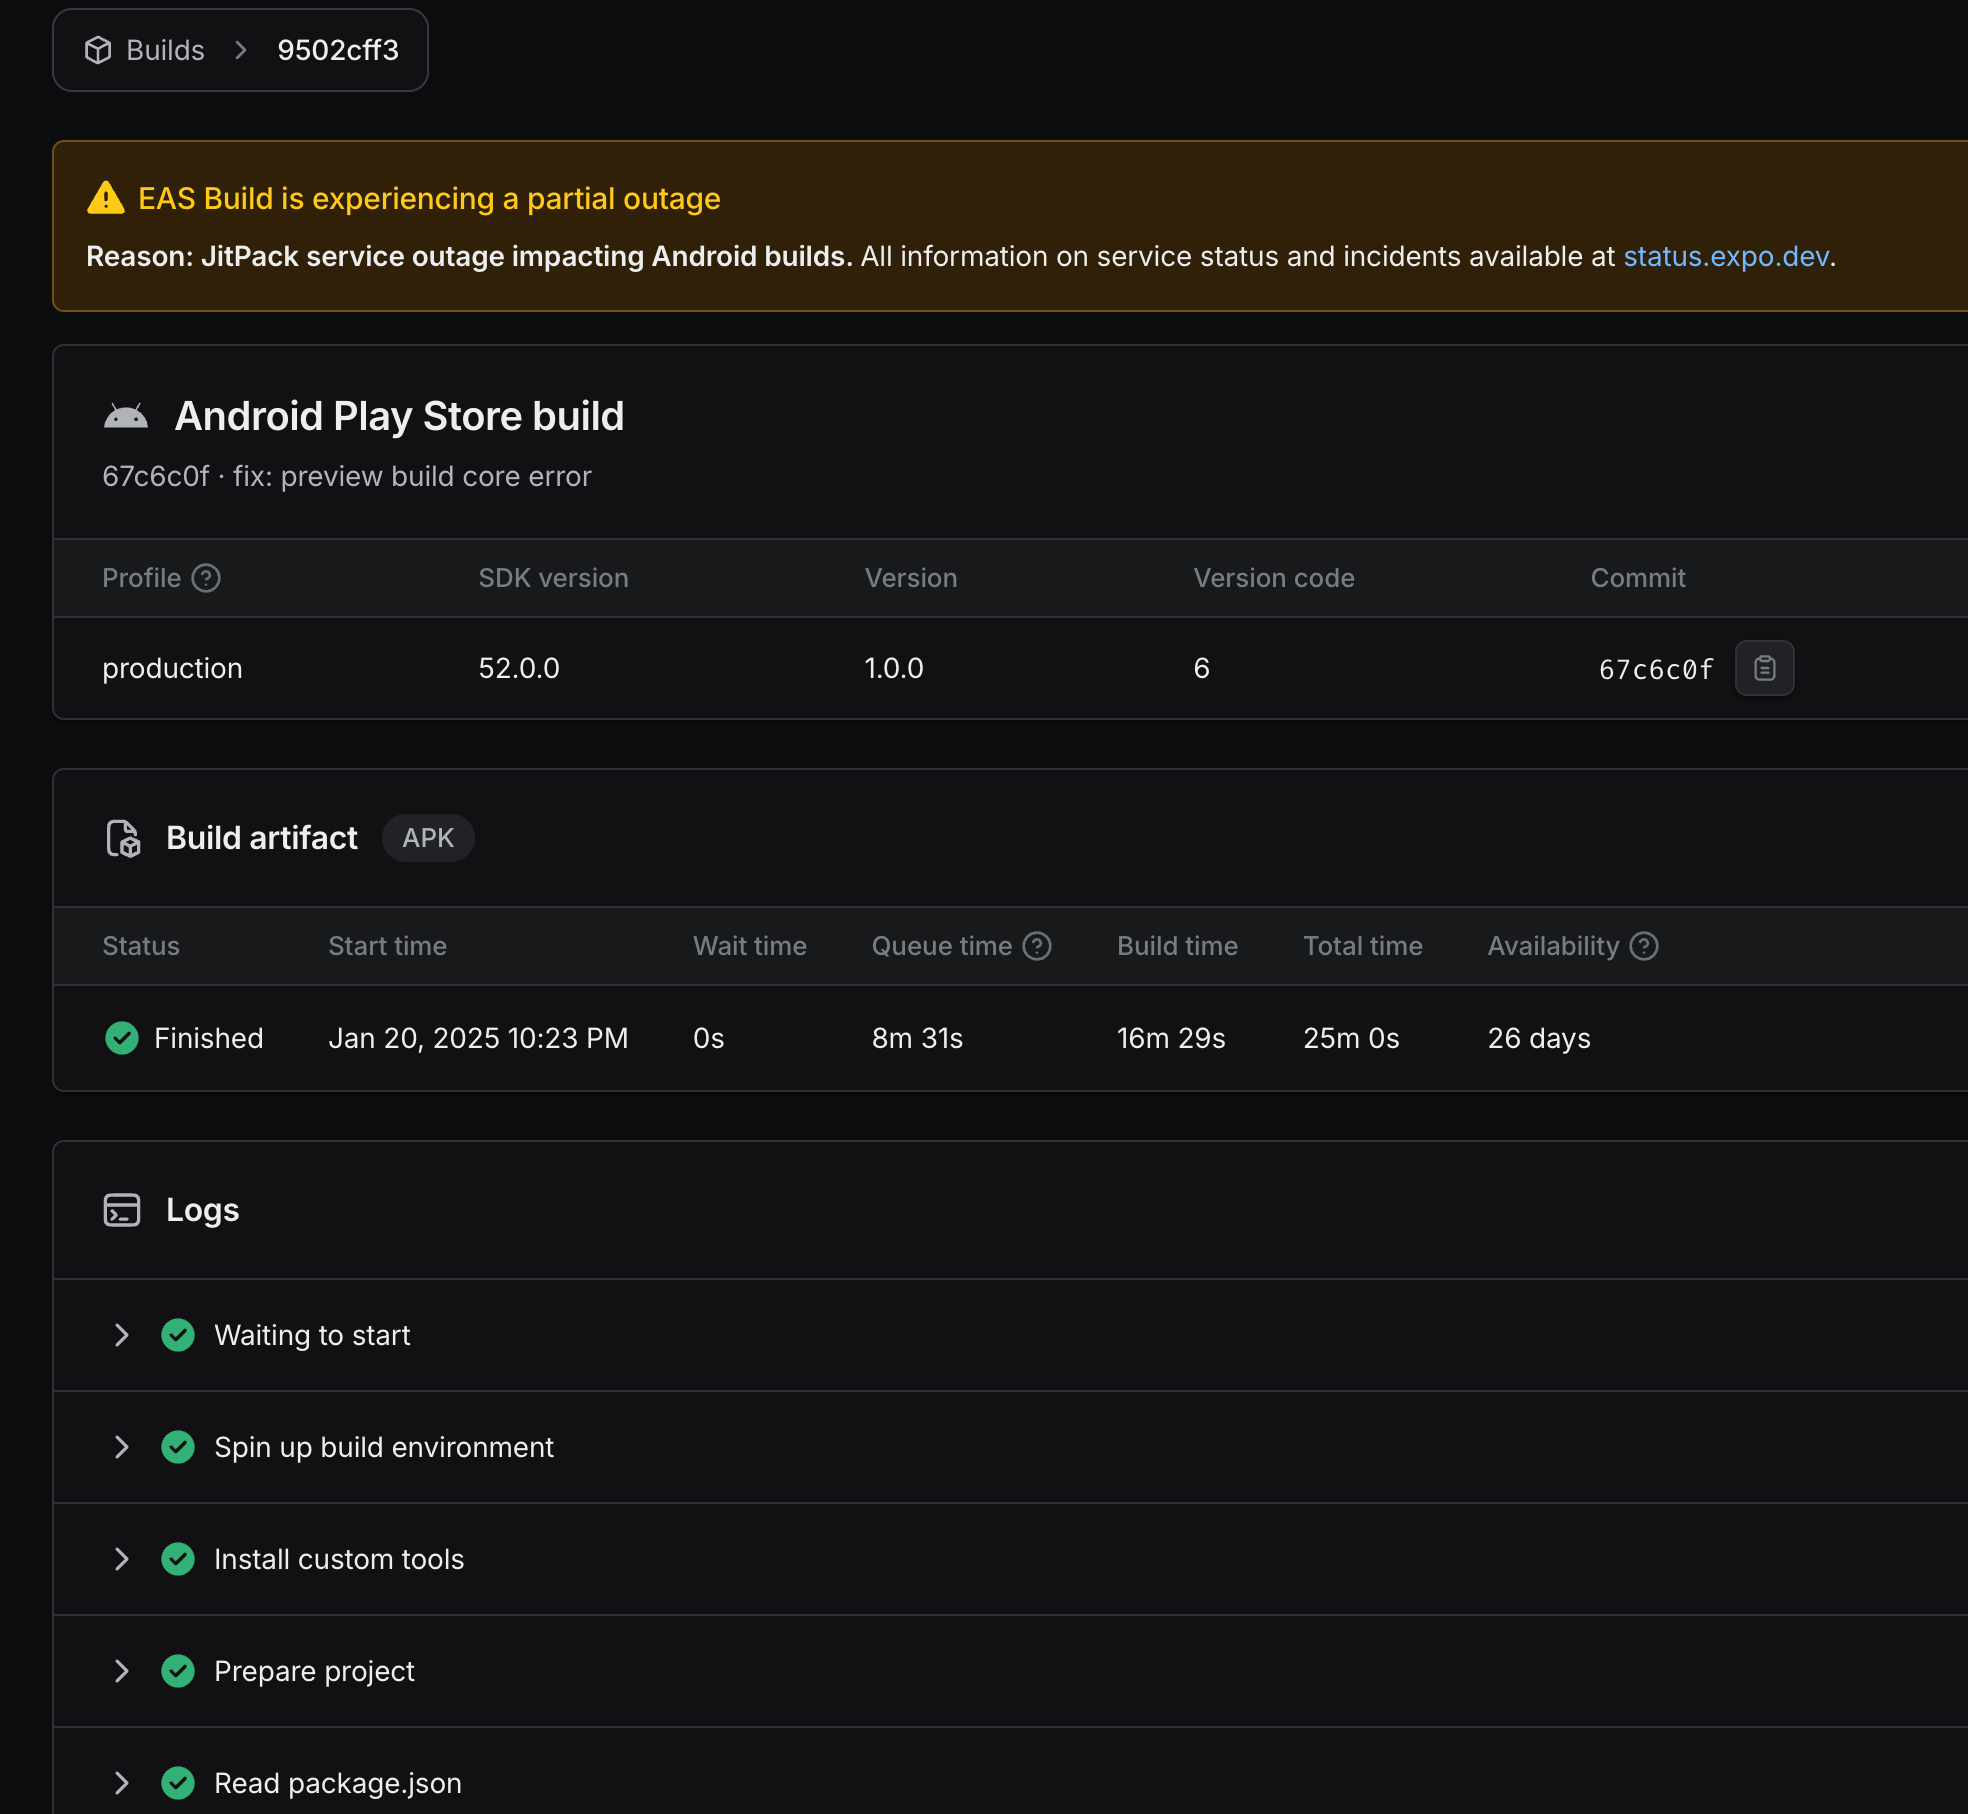 Builds > 9502cff3
EAS Build is experiencing a partial outage
Reason: JitPack service outage impacting Android builds. All information on service status and incidents available at status.expo.dev.
Android Play Store build
67c6c0f · fix: preview build core error
Profile SDK version Version Version code Commit
production 52.0.0 1.0.0 6 67c6c0f
Build artifact APK
Status Start time Wait time Queue time Build time Total time Availability
Finished Jan 20, 2025 10:23 PM 0s 8m 31s 16m 29s 25m 0s 26 days
Logs
Waiting to start
Spin up build environment
Install custom tools
Prepare project
Read package.json